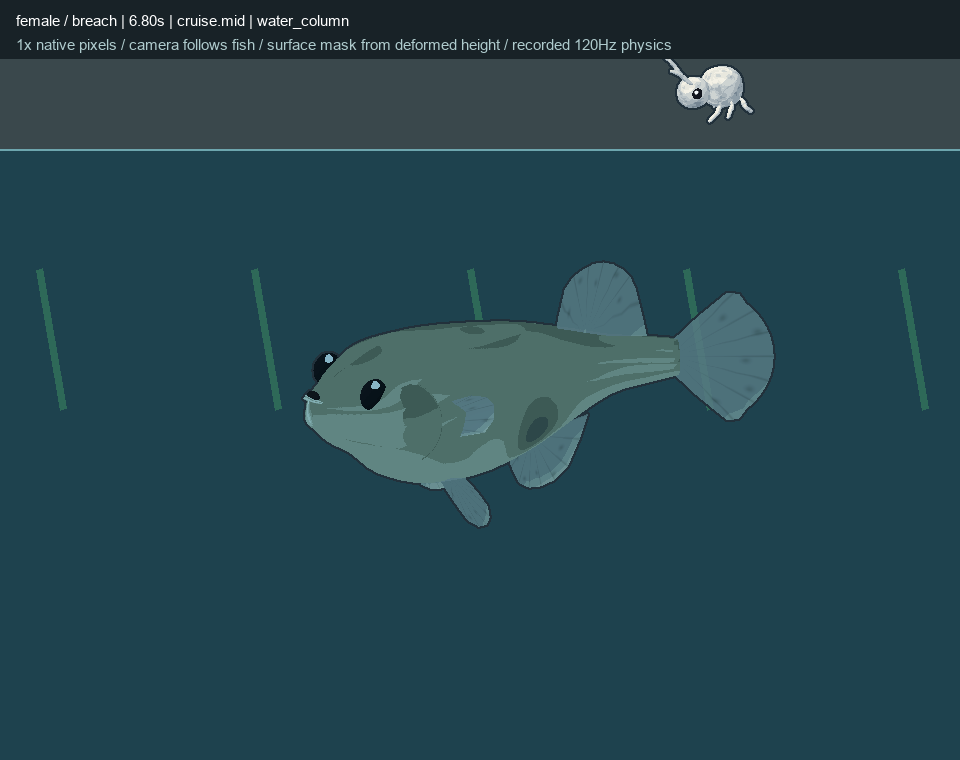 female / breach | 6.80s | cruise.mid | water_column
1x native pixels / camera follows fish / surface mask from deformed height / recorded 120Hz physics